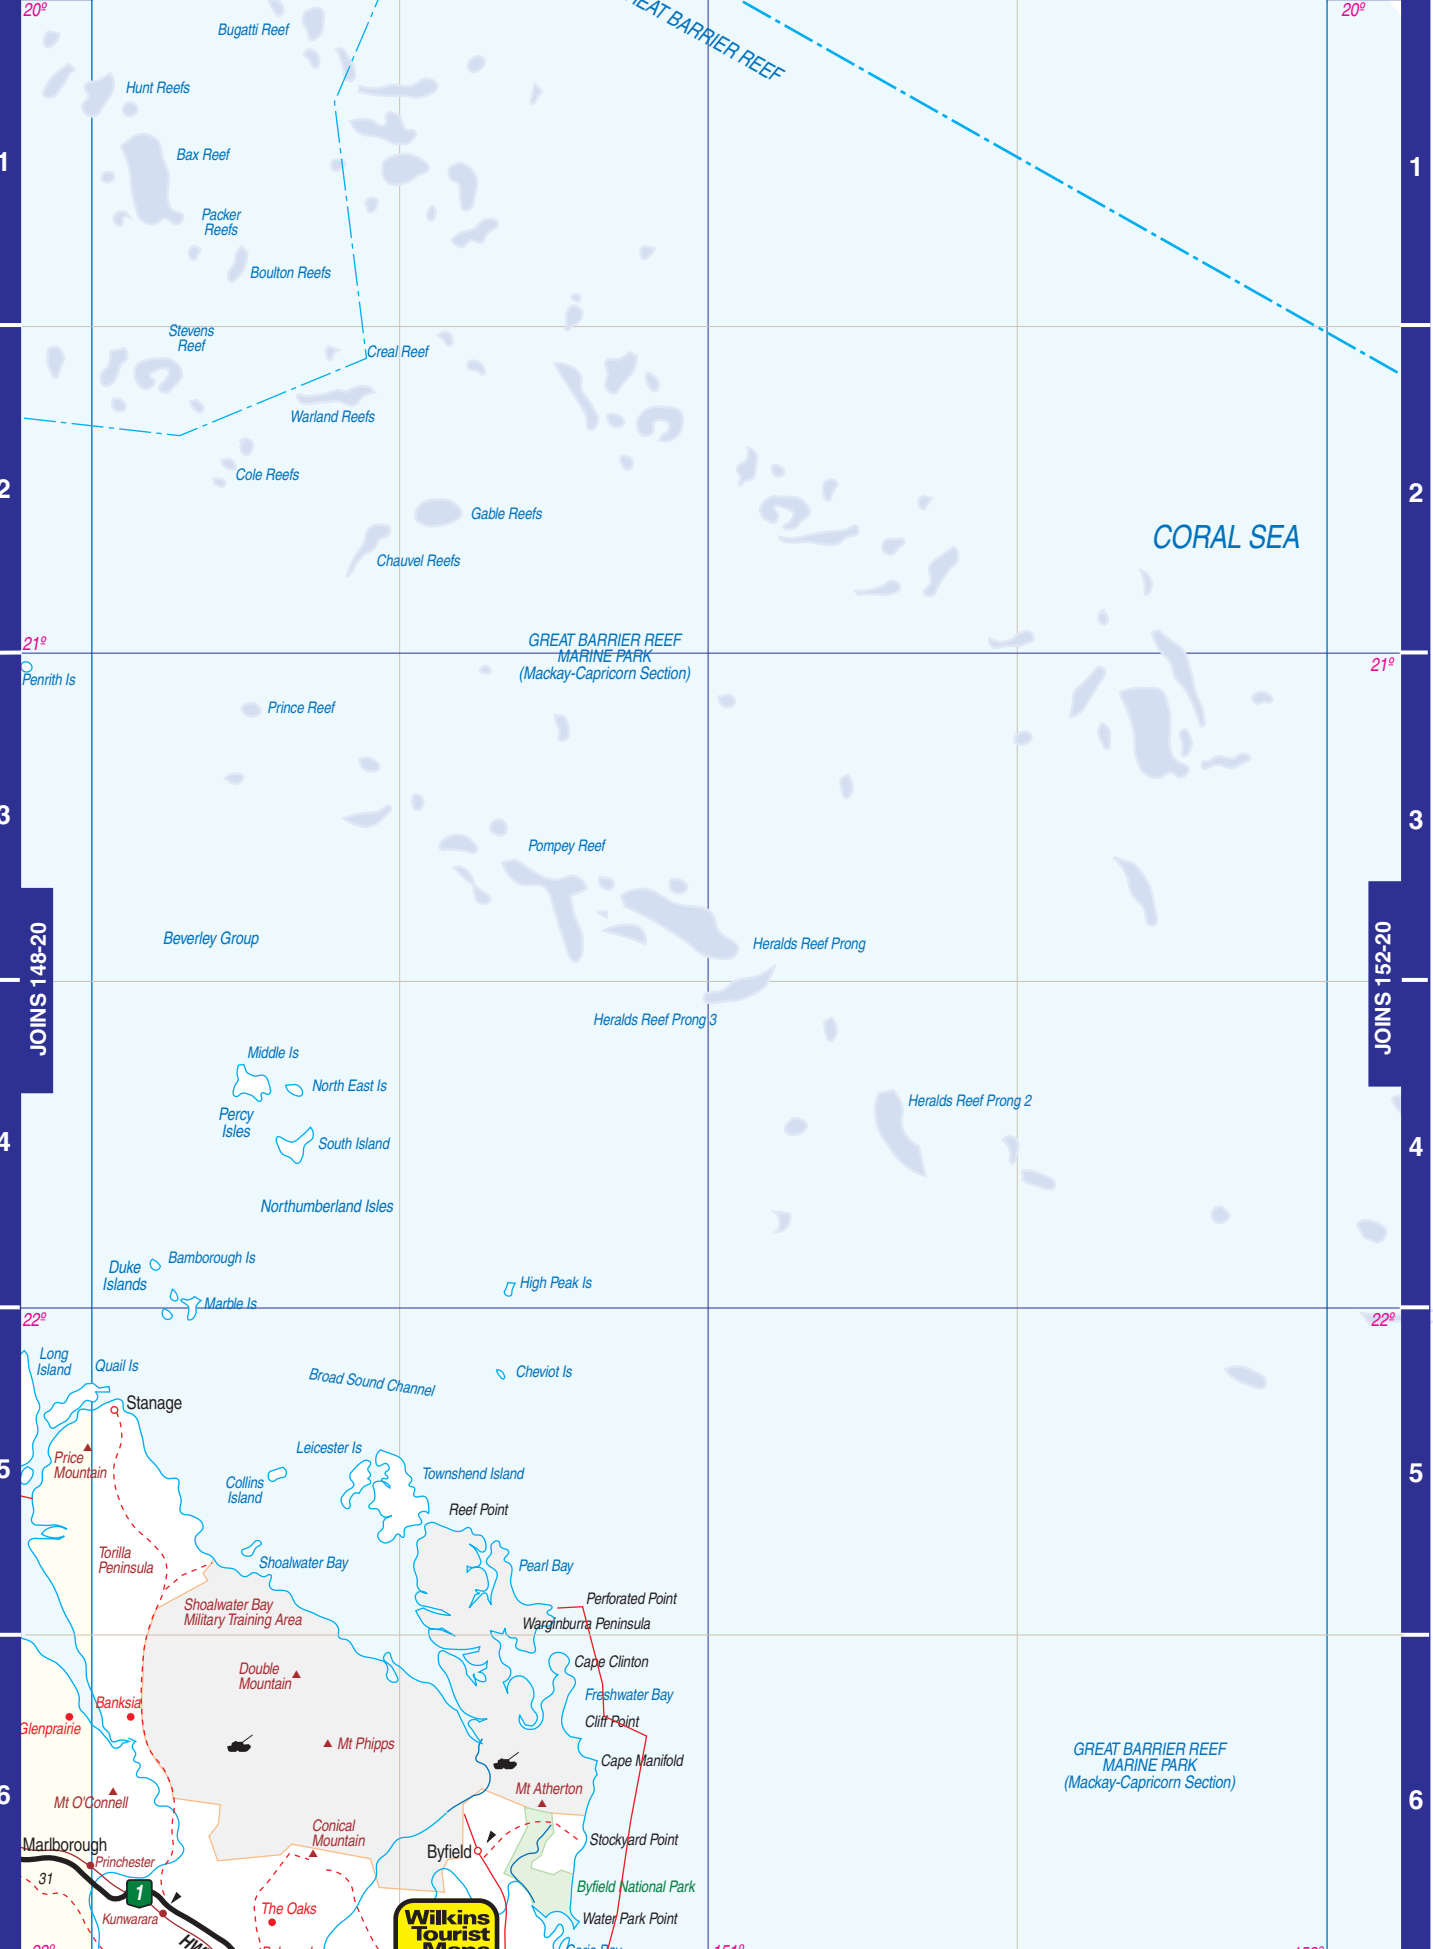 20º
20º
Bugatti Reef
GREAT BARRIER REEF
Hunt Reefs
1
Bax Reef
1
Packer
Reefs
Boulton Reefs
Stevens
Reef
Creal Reef
Warland Reefs
Cole Reefs
2
2
Gable Reefs
CORAL SEA
Chauvel Reefs
21º
GREAT BARRIER REEF
MARINE PARK
(Mackay-Capricorn Section)
21º
Penrith Is
Prince Reef
3
3
Pompey Reef
Beverley Group
Heralds Reef Prong
JOINS 148-20
JOINS 152-20
Heralds Reef Prong 3
Middle Is
North East Is
Heralds Reef Prong 2
Percy
Isles
4
South Island
4
Northumberland Isles
Bamborough Is
Duke
Islands
High Peak Is
Marble Is
22º
22º
Long
Island
Quail Is
Broad Sound Channel
Cheviot Is
Stanage
Leicester Is
Price
Mountain
5
Townshend Island
5
Collins
Island
Reef Point
Torilla
Peninsula
Shoalwater Bay
Pearl Bay
Shoalwater Bay
Military Training Area
Perforated Point
Warginburra Peninsula
Cape Clinton
Double
Mountain
Freshwater Bay
Banksia
Glenprairie
Cliff Point
Mt Phipps
Cape Manifold
GREAT BARRIER REEF
MARINE PARK
(Mackay-Capricorn Section)
6
Mt Atherton
6
Mt O'Connell
Conical
Mountain
Marlborough
Byfield
Stockyard Point
Princhester
31
1
Byfield National Park
Kunwarara
The Oaks
Wilkins
Tourist
Maps
Water Park Point
HWY
151º